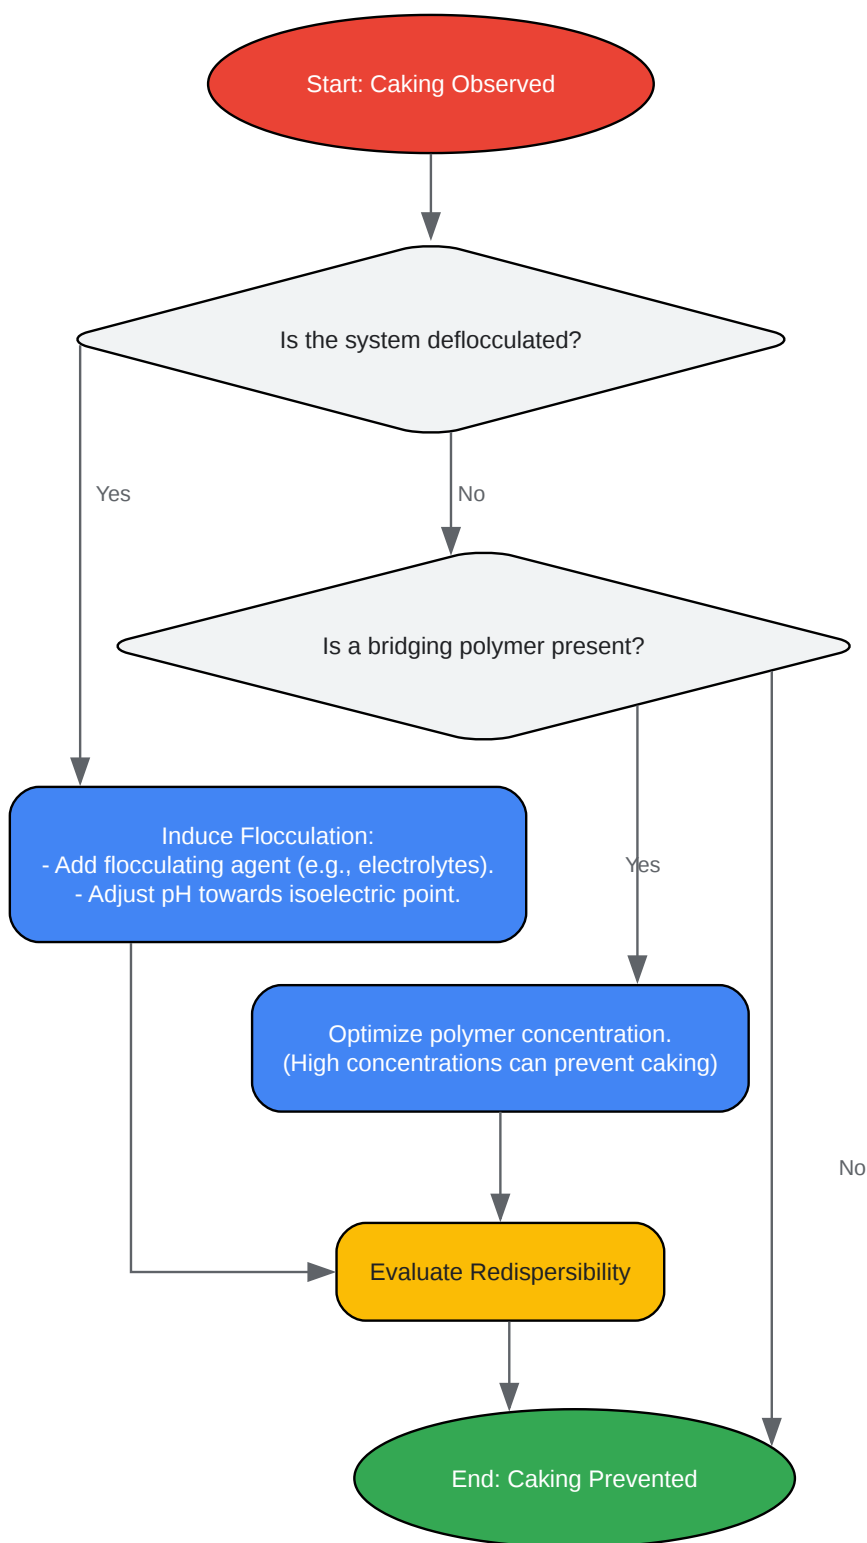 Start: Caking Observed
Is the system deflocculated?
Yes
No
Is a bridging polymer present?
Induce Flocculation:
- Add flocculating agent (e.g., electrolytes).
- Adjust pH towards isoelectric point.
Yes
Optimize polymer concentration.
(High concentrations can prevent caking)
No
Evaluate Redispersibility
End: Caking Prevented